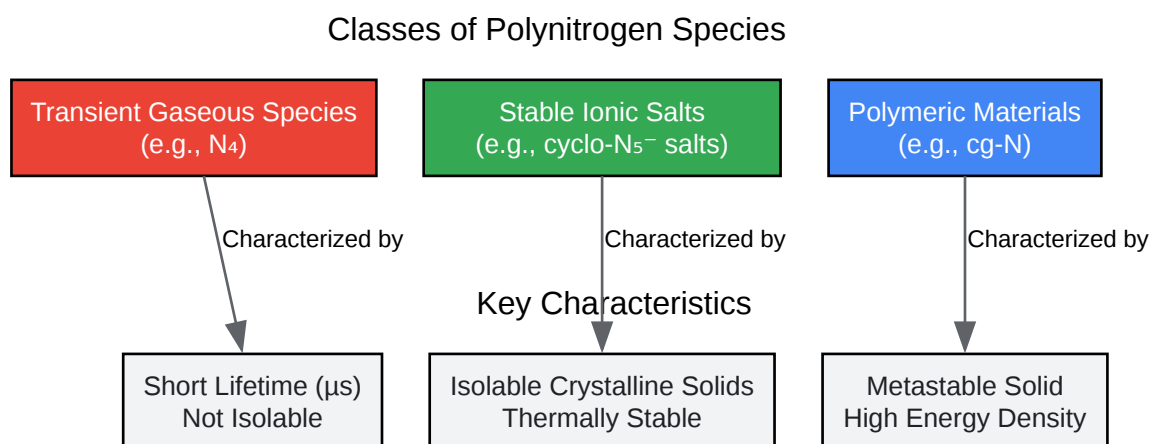 Classes of Polynitrogen Species
Transient Gaseous Species
(e.g., N₄)
Stable Ionic Salts
(e.g., cyclo-N₅⁻ salts)
Polymeric Materials
(e.g., cg-N)
Characterized by
Characterized by
Characterized by
Key Characteristics
Short Lifetime (µs)
Not Isolable
Isolable Crystalline Solids
Thermally Stable
Metastable Solid
High Energy Density